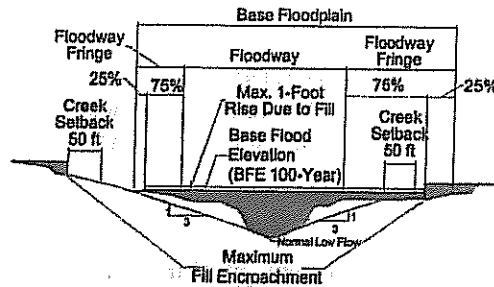 Base Floodplain
Floodway
Fringe
Floodway
Floodway
Fringe
25%
75%
75%
25%
Max. 1-Foot
Rise Due to Fill
Creek
Setback
50 ft
Base Flood
Elevation
(BFE 100-Year)
Creek
Setback
50 ft
3
3
1
Normal Low Flow
Maximum
Fill Encroachment